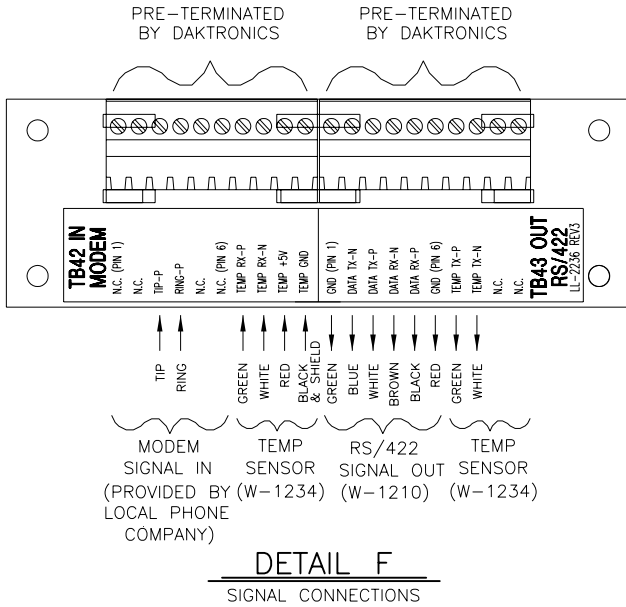 PRE-TERMINATED
BY DAKTRONICS
PRE-TERMINATED
BY DAKTRONICS
TB42 IN
MODEM
N.C. (PIN 1)
N.C.
TIP-P
RING-P
N.C.
N.C. (PIN 6)
TEMP RX-P
TEMP RX-N
TEMP +5V
TEMP GND
GND (PIN 1)
DATA TX-N
DATA TX-P
DATA RX-N
DATA RX-P
GND (PIN 6)
TEMP TX-P
TEMP TX-N
N.C.
N.C.
TB43 OUT
RS/422
LL-2236 REV3
TIP
RING
GREEN
WHITE
RED
BLACK
& SHIELD
GREEN
BLUE
WHITE
BROWN
BLACK
RED
GREEN
WHITE
MODEM
SIGNAL IN
(PROVIDED BY
LOCAL PHONE
COMPANY)
TEMP
SENSOR
(W-1234)
RS/422
SIGNAL OUT
(W-1210)
TEMP
SENSOR
(W-1234)
DETAIL F
SIGNAL CONNECTIONS